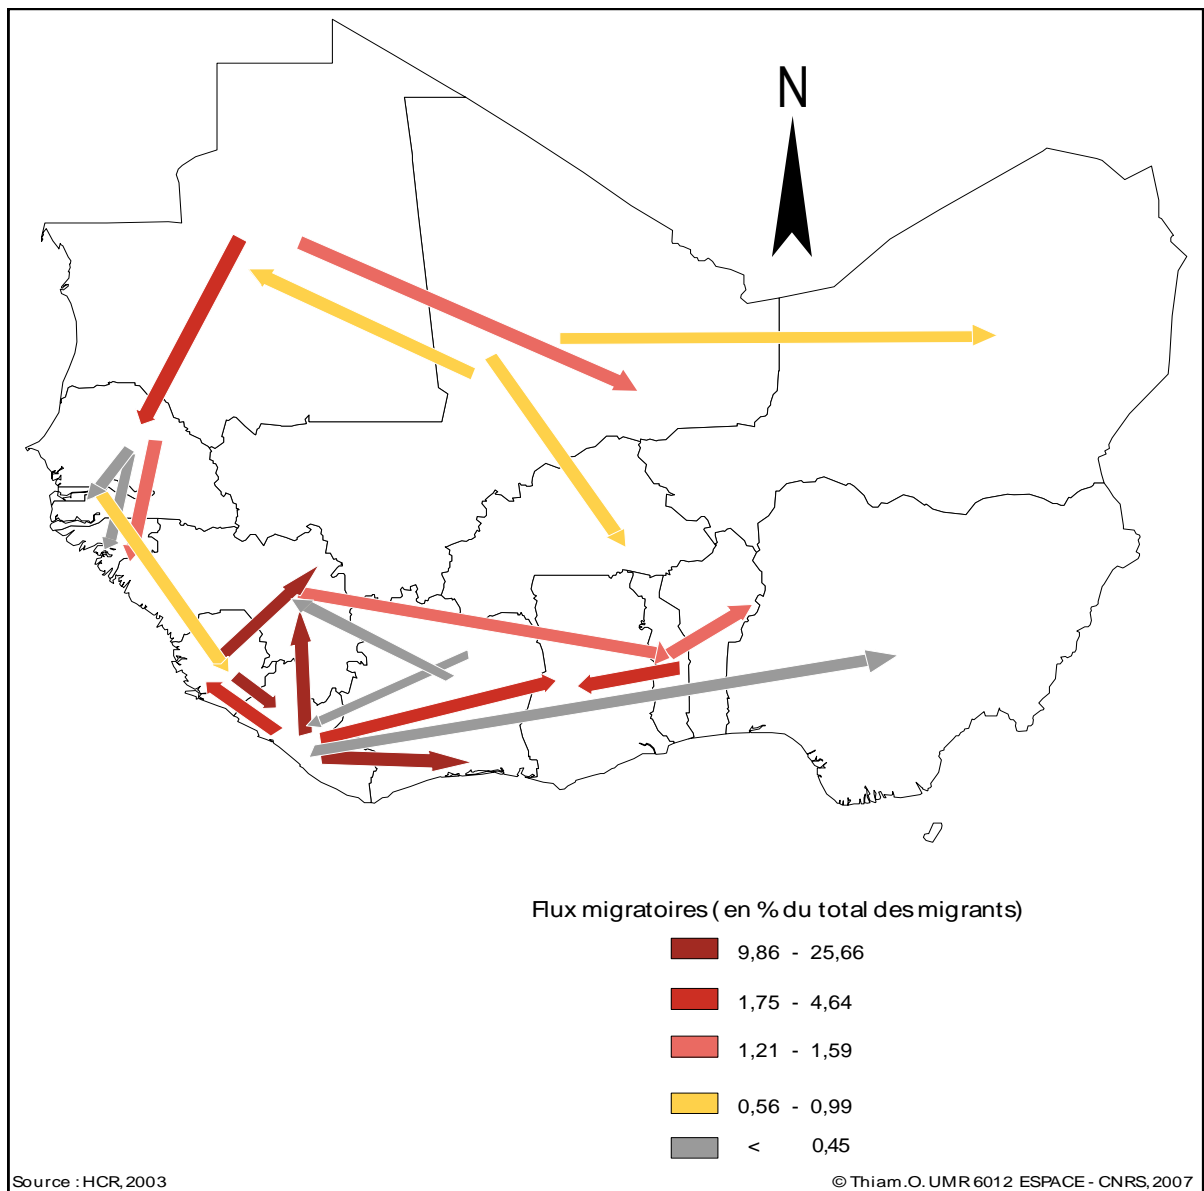 N
Flux migratoires ( en % du total des migrants)
9,86 - 25,66
1,75 - 4,64
1,21 - 1,59
0,56 - 0,99
< 0,45
Source : HCR, 2003
© Thiam.O. UMR 6012 ESPACE - CNRS, 2007